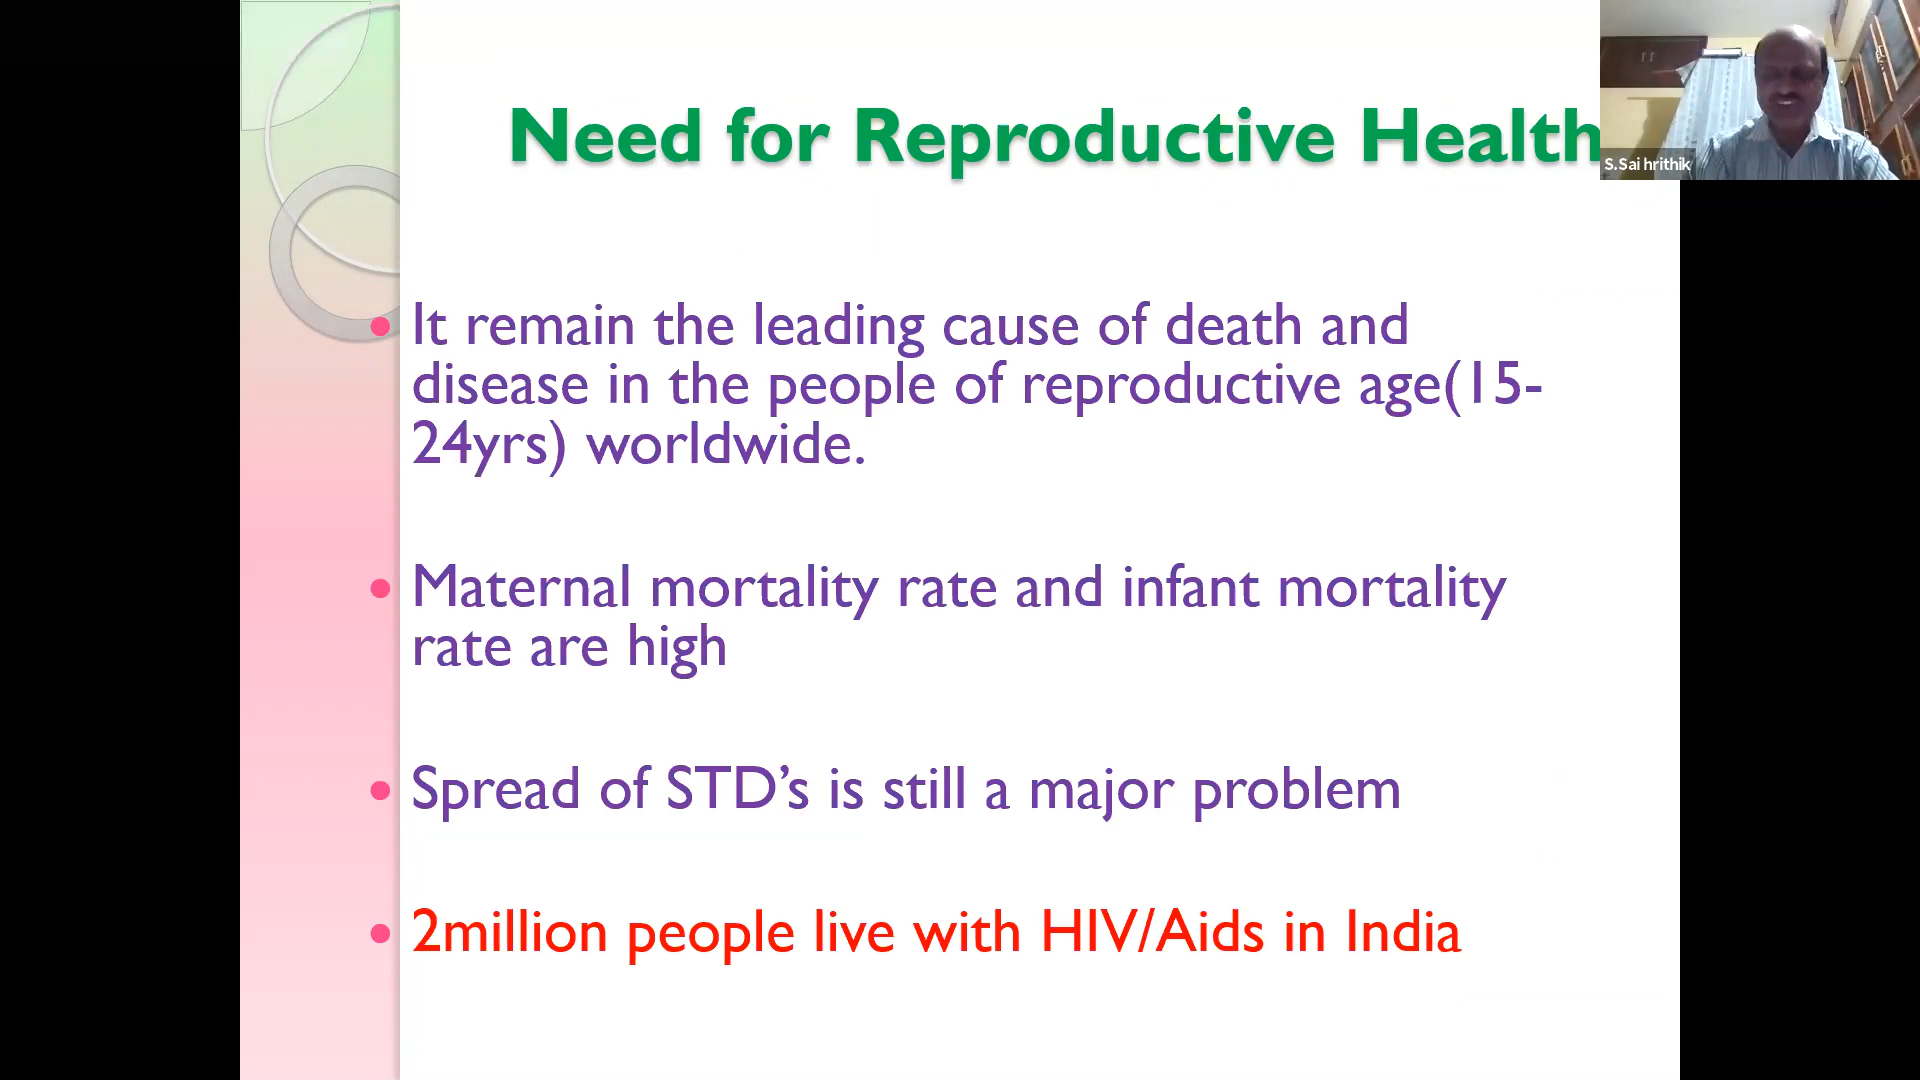 Need for Reproductive Health
S.Sai hrithik
• It remain the leading cause of death and
disease in the people of reproductive age(15-
24yrs) worldwide.
• Maternal mortality rate and infant mortality
rate are high
• Spread of STD’s is still a major problem
• 2million people live with HIV/Aids in India